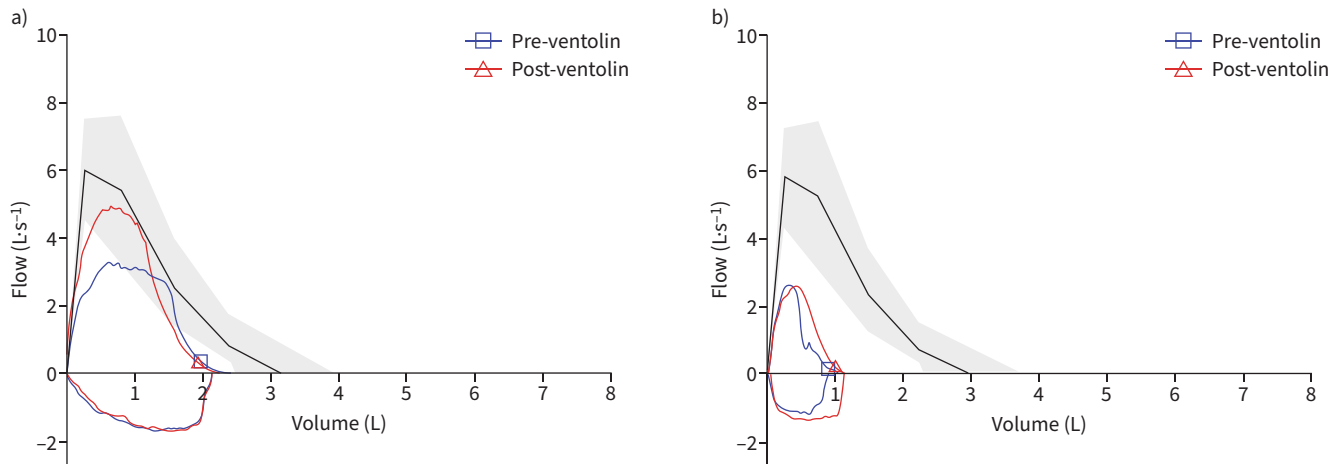 a)
10
8
6
4
2
0
–2
Flow (L·s⁻¹)
Pre-ventolin
Post-ventolin
1 2 3 4 5 6 7 8
Volume (L)
b)
10
8
6
4
2
0
–2
Flow (L·s⁻¹)
Pre-ventolin
Post-ventolin
1 2 3 4 5 6 7 8
Volume (L)